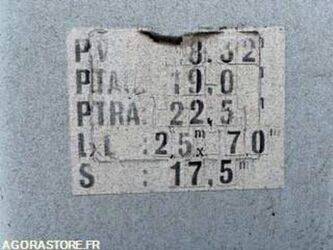 PV 8.32
PTAC 19.0
PTRA: 22.5
LxL : 2,5m x 7.0m
S : 17,5m
AGORASTORE.FR